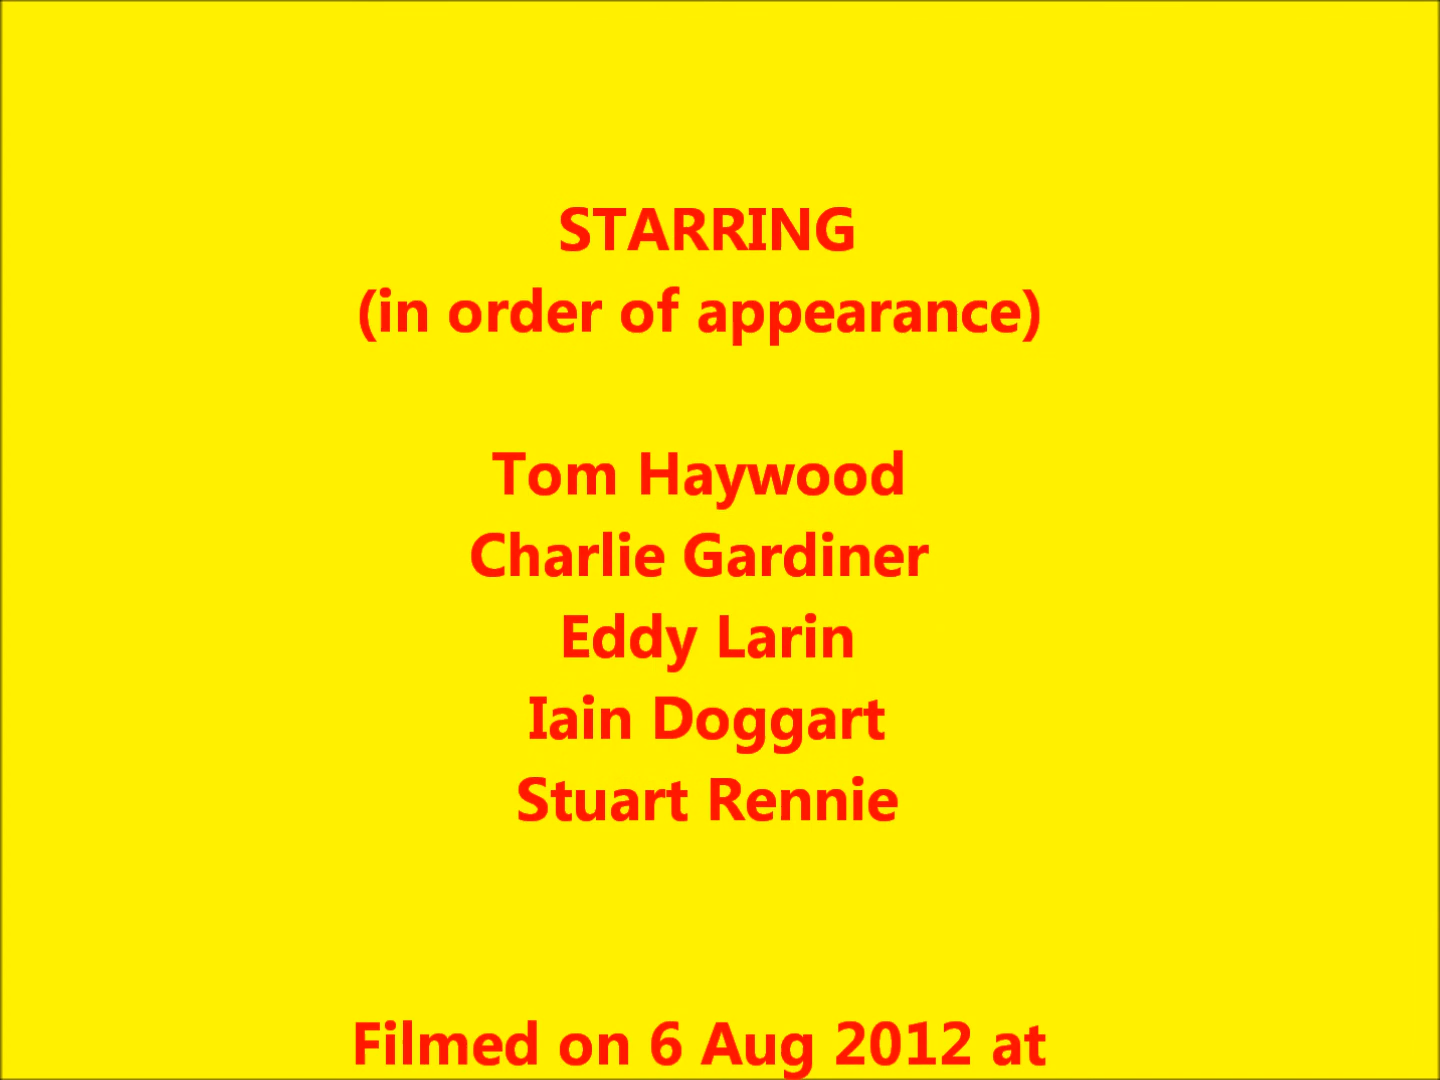 STARRING
(in order of appearance)
Tom Haywood
Charlie Gardiner
Eddy Larin
Iain Doggart
Stuart Rennie
Filmed on 6 Aug 2012 at